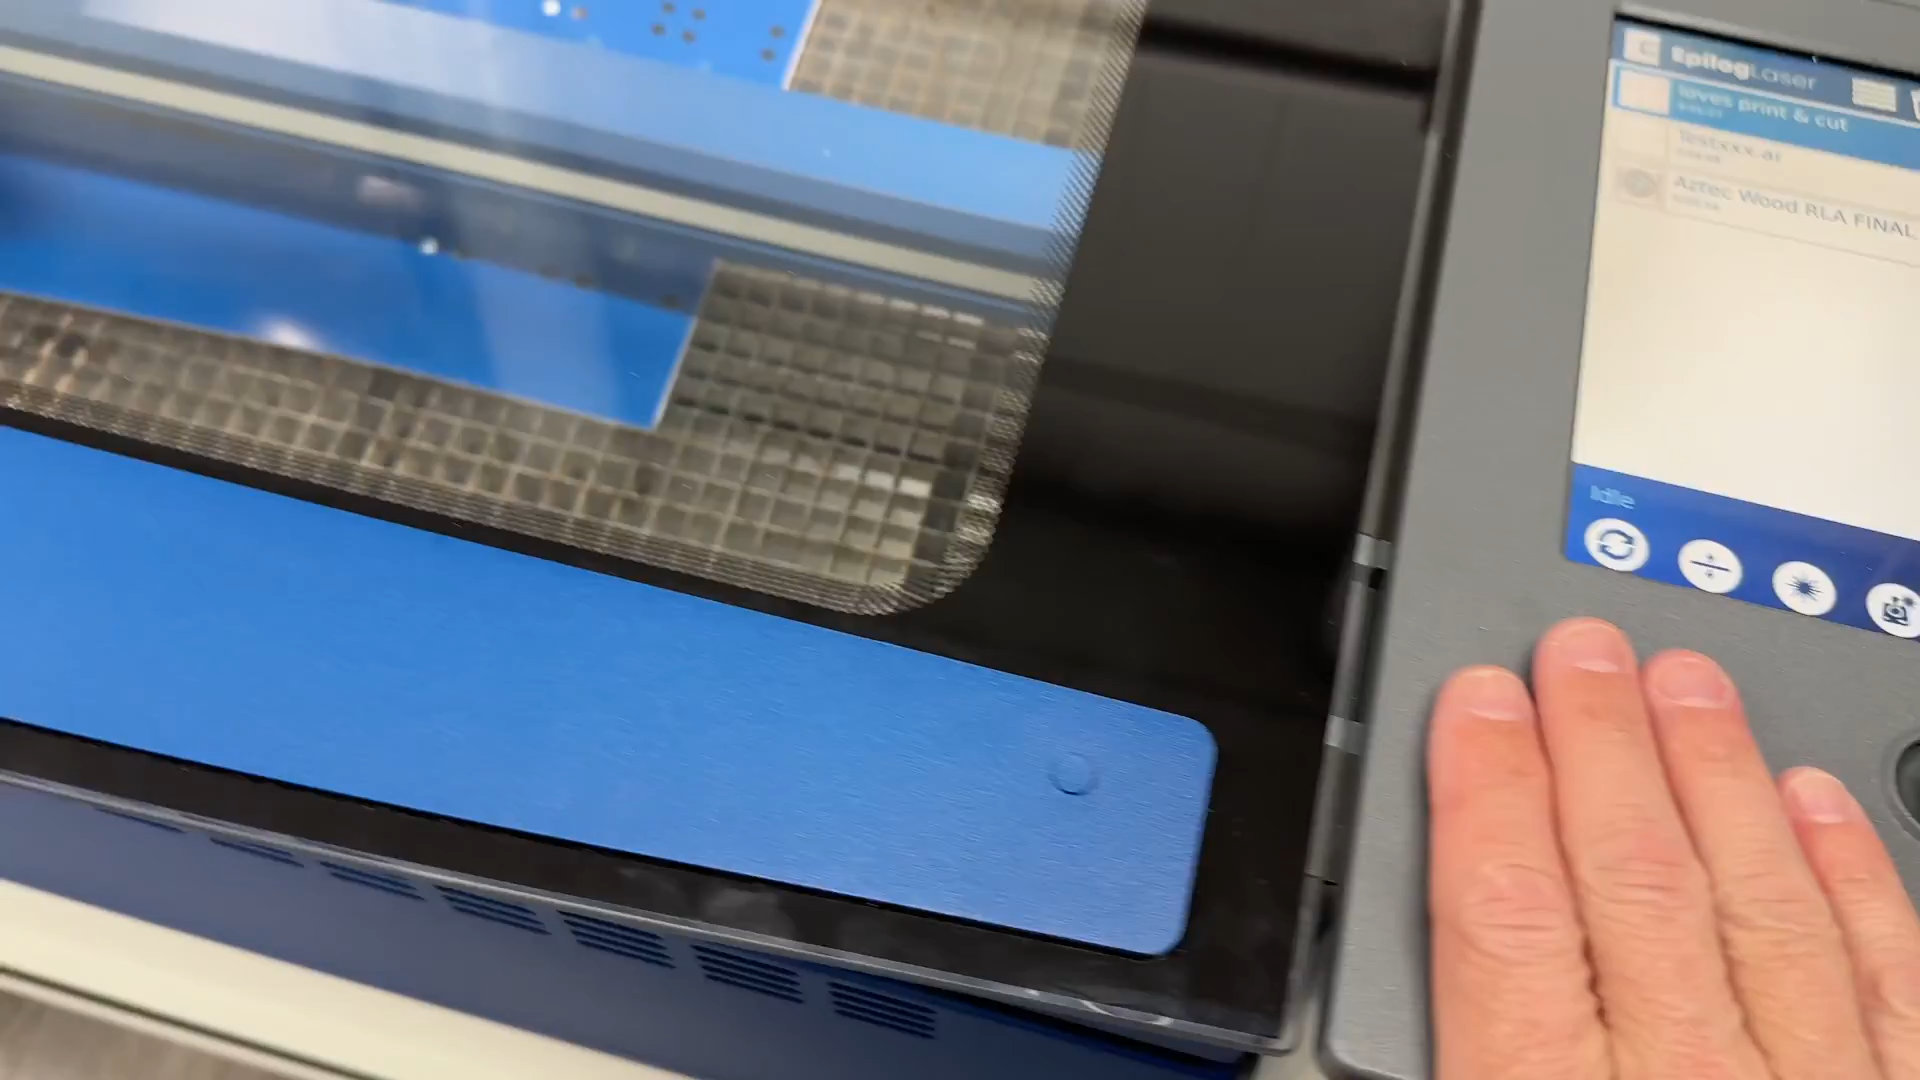 EpilogLaser
loves print & cut
Testxxx.ai
Aztec Wood RLA FINAL
Idle